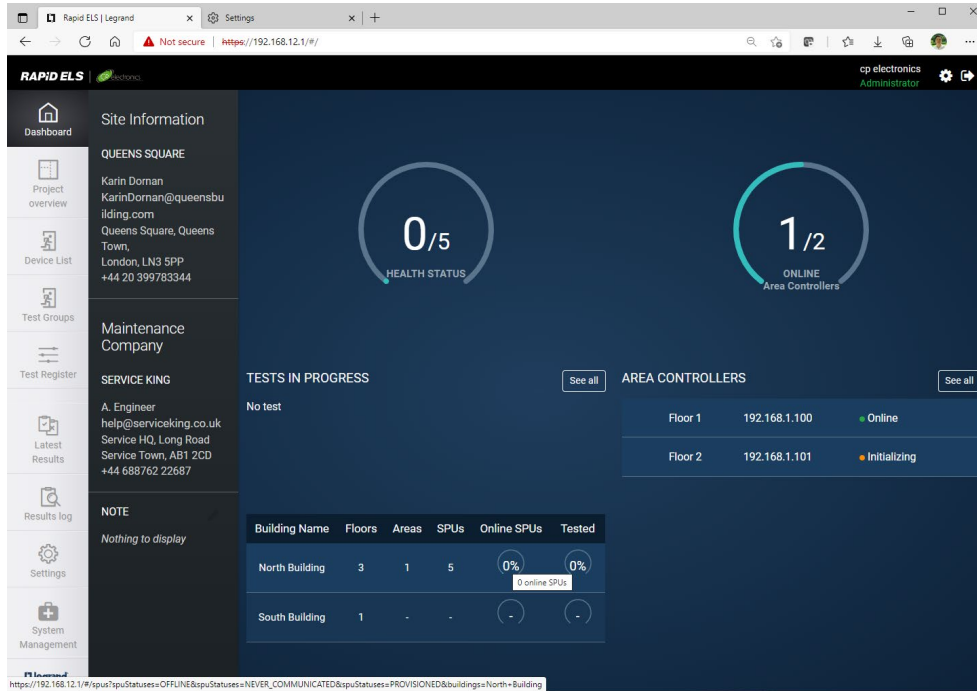 Rapid ELS | Legrand
Settings
Not secure
https://192.168.12.1/#/
RAPiD ELS
electronics
cp electronics
Administrator
Dashboard
Project
overview
Device List
Test Groups
Test Register
Latest
Results
Results log
Settings
System
Management
legrand
Site Information
QUEENS SQUARE
Karin Dornan
KarinDornan@queensbu
ilding.com
Queens Square, Queens
Town,
London, LN3 5PP
+44 20 399783344
Maintenance
Company
SERVICE KING
A. Engineer
help@serviceking.co.uk
Service HQ, Long Road
Service Town, AB1 2CD
+44 688762 22687
NOTE
Nothing to display
0/5
HEALTH STATUS
1/2
ONLINE
Area Controllers
TESTS IN PROGRESS
See all
No test
AREA CONTROLLERS
See all
Floor 1 192.168.1.100 Online
Floor 2 192.168.1.101 Initializing
Building Name Floors Areas SPUs Online SPUs Tested
North Building 3 1 5 0% 0%
0 online SPUs
South Building 1 - - - -
https://192.168.12.1/#/spus?spuStatuses=OFFLINE&spuStatuses=NEVER_COMMUNICATED&spuStatuses=PROVISIONED&buildings=North+Building